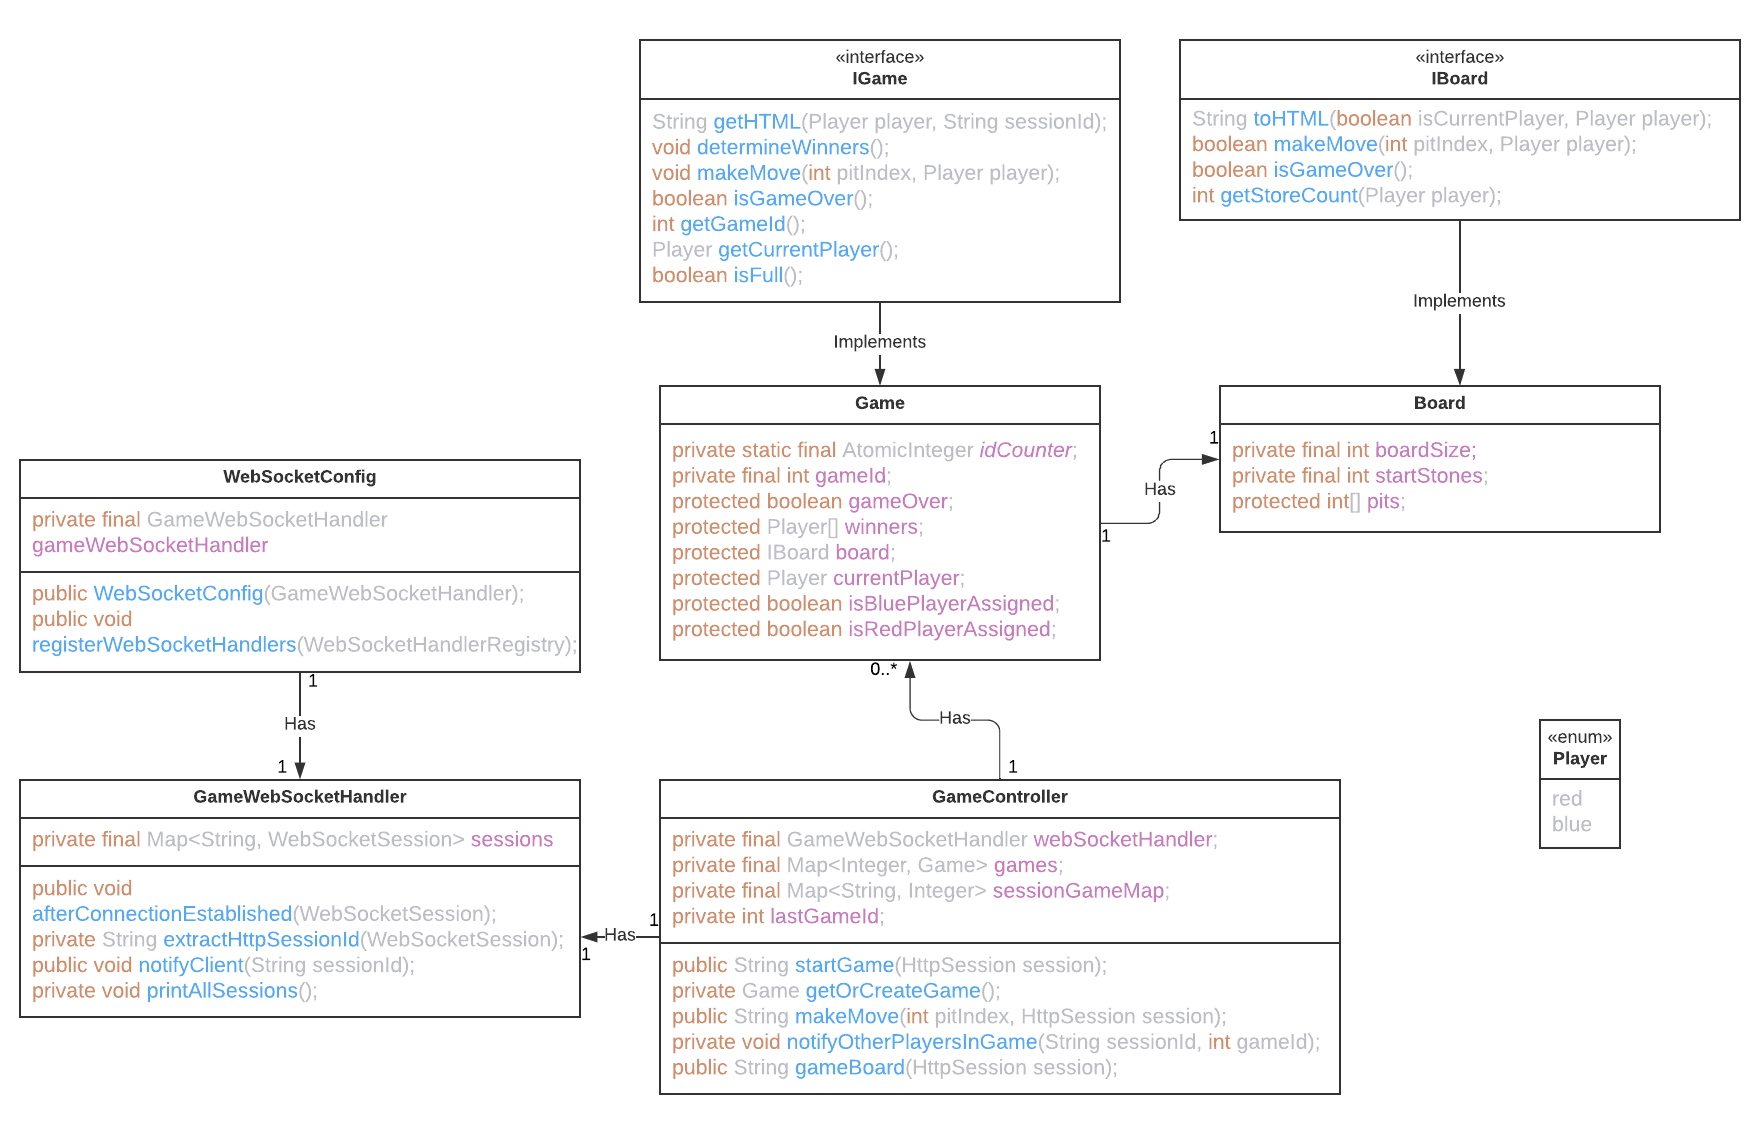 «interface»
IGame
String getHTML(Player player, String sessionId);
void determineWinners();
void makeMove(int pitIndex, Player player);
boolean isGameOver();
int getGameId();
Player getCurrentPlayer();
boolean isFull();
«interface»
IBoard
String toHTML(boolean isCurrentPlayer, Player player);
boolean makeMove(int pitIndex, Player player);
boolean isGameOver();
int getStoreCount(Player player);
Implements
Implements
Game
private static final AtomicInteger idCounter;
private final int gameId;
protected boolean gameOver;
protected Player[] winners;
protected IBoard board;
protected Player currentPlayer;
protected boolean isBluePlayerAssigned;
protected boolean isRedPlayerAssigned;
1
Has
1
Board
private final int boardSize;
private final int startStones;
protected int[] pits;
WebSocketConfig
private final GameWebSocketHandler
gameWebSocketHandler
public WebSocketConfig(GameWebSocketHandler);
public void
registerWebSocketHandlers(WebSocketHandlerRegistry);
1
Has
1
0..*
Has
1
GameWebSocketHandler
private final Map<String, WebSocketSession> sessions
public void
afterConnectionEstablished(WebSocketSession);
private String extractHttpSessionId(WebSocketSession);
public void notifyClient(String sessionId);
private void printAllSessions();
1
Has
1
GameController
private final GameWebSocketHandler webSocketHandler;
private final Map<Integer, Game> games;
private final Map<String, Integer> sessionGameMap;
private int lastGameId;
public String startGame(HttpSession session);
private Game getOrCreateGame();
public String makeMove(int pitIndex, HttpSession session);
private void notifyOtherPlayersInGame(String sessionId, int gameId);
public String gameBoard(HttpSession session);
«enum»
Player
red
blue